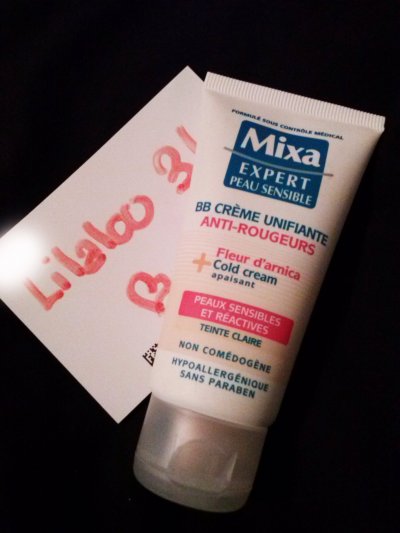 Lilaloo 31
FORMULÉ SOUS CONTRÔLE MÉDICAL
Mixa
EXPERT
PEAU SENSIBLE
BB CRÈME UNIFIANTE
ANTI-ROUGEURS
+ Fleur d'arnica
Cold cream
apaisant
PEAUX SENSIBLES
ET RÉACTIVES
TEINTE CLAIRE
NON COMÉDOGÈNE
HYPOALLERGÉNIQUE
SANS PARABEN